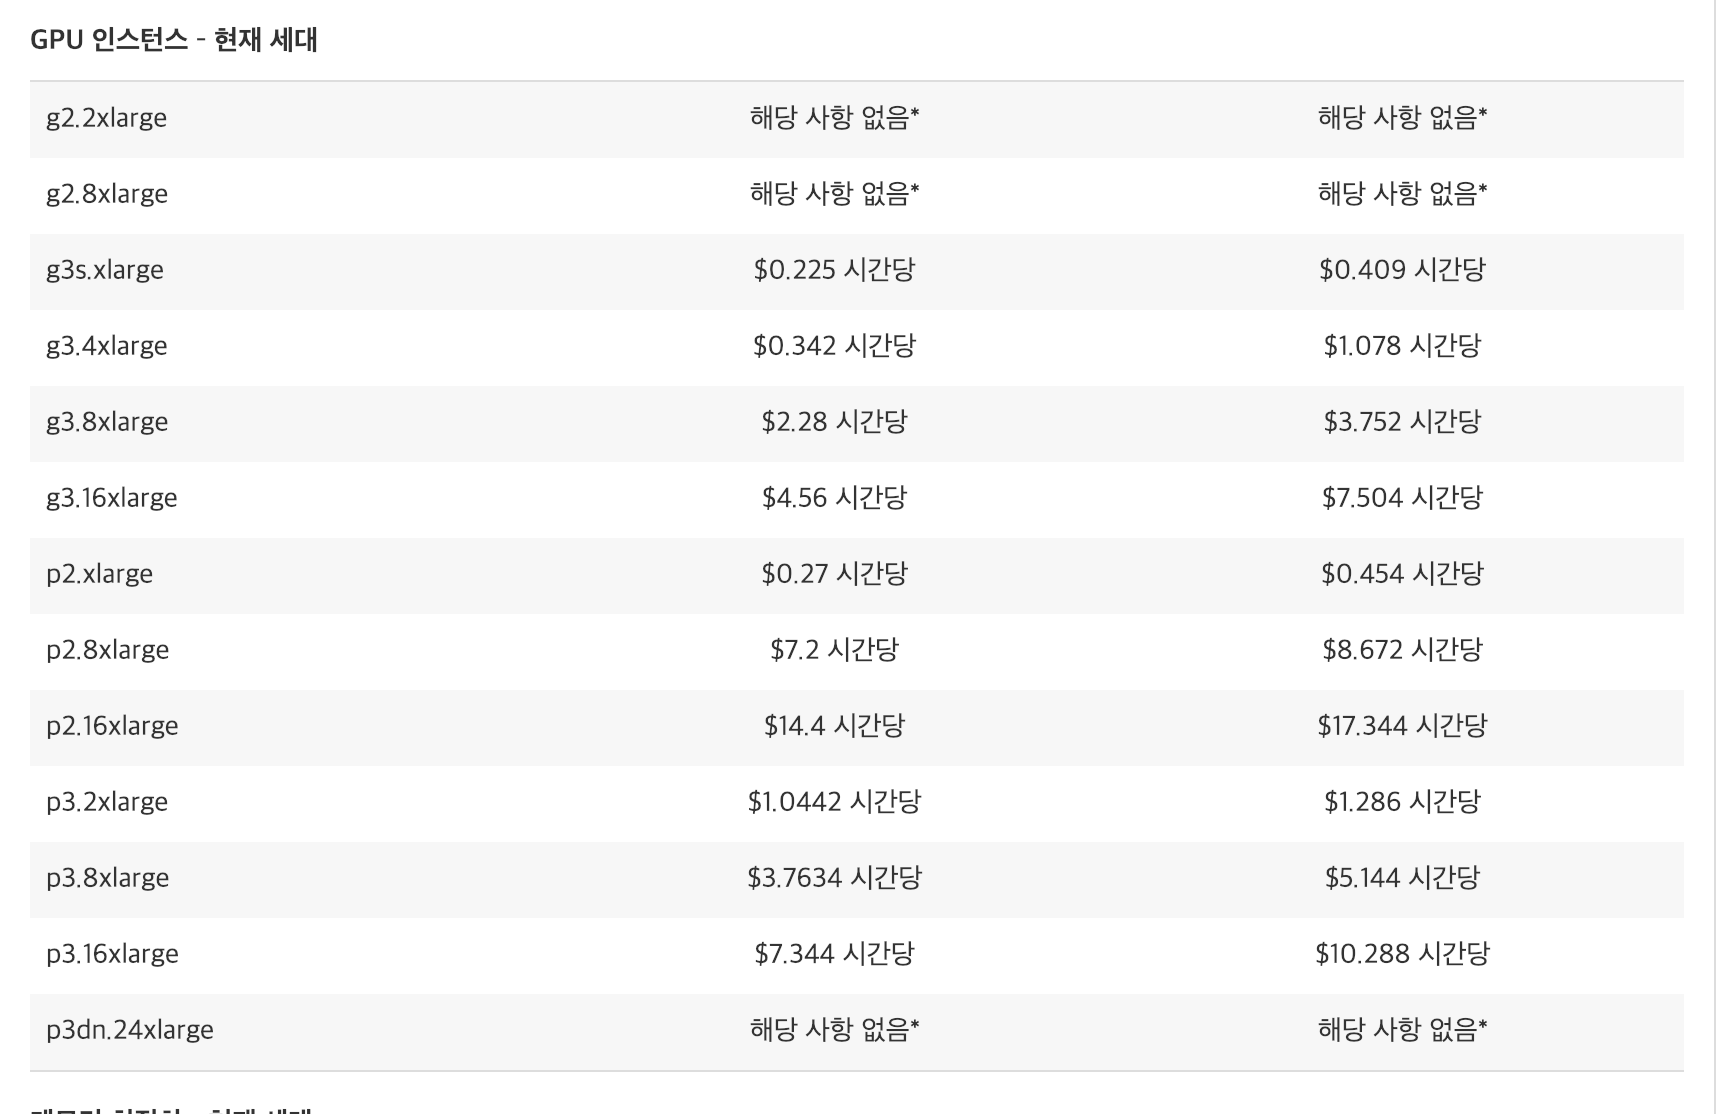 GPU 인스턴스 - 현재 세대
g2.2xlarge 해당 사항 없음* 해당 사항 없음*
g2.8xlarge 해당 사항 없음* 해당 사항 없음*
g3s.xlarge $0.225 시간당 $0.409 시간당
g3.4xlarge $0.342 시간당 $1.078 시간당
g3.8xlarge $2.28 시간당 $3.752 시간당
g3.16xlarge $4.56 시간당 $7.504 시간당
p2.xlarge $0.27 시간당 $0.454 시간당
p2.8xlarge $7.2 시간당 $8.672 시간당
p2.16xlarge $14.4 시간당 $17.344 시간당
p3.2xlarge $1.0442 시간당 $1.286 시간당
p3.8xlarge $3.7634 시간당 $5.144 시간당
p3.16xlarge $7.344 시간당 $10.288 시간당
p3dn.24xlarge 해당 사항 없음* 해당 사항 없음*